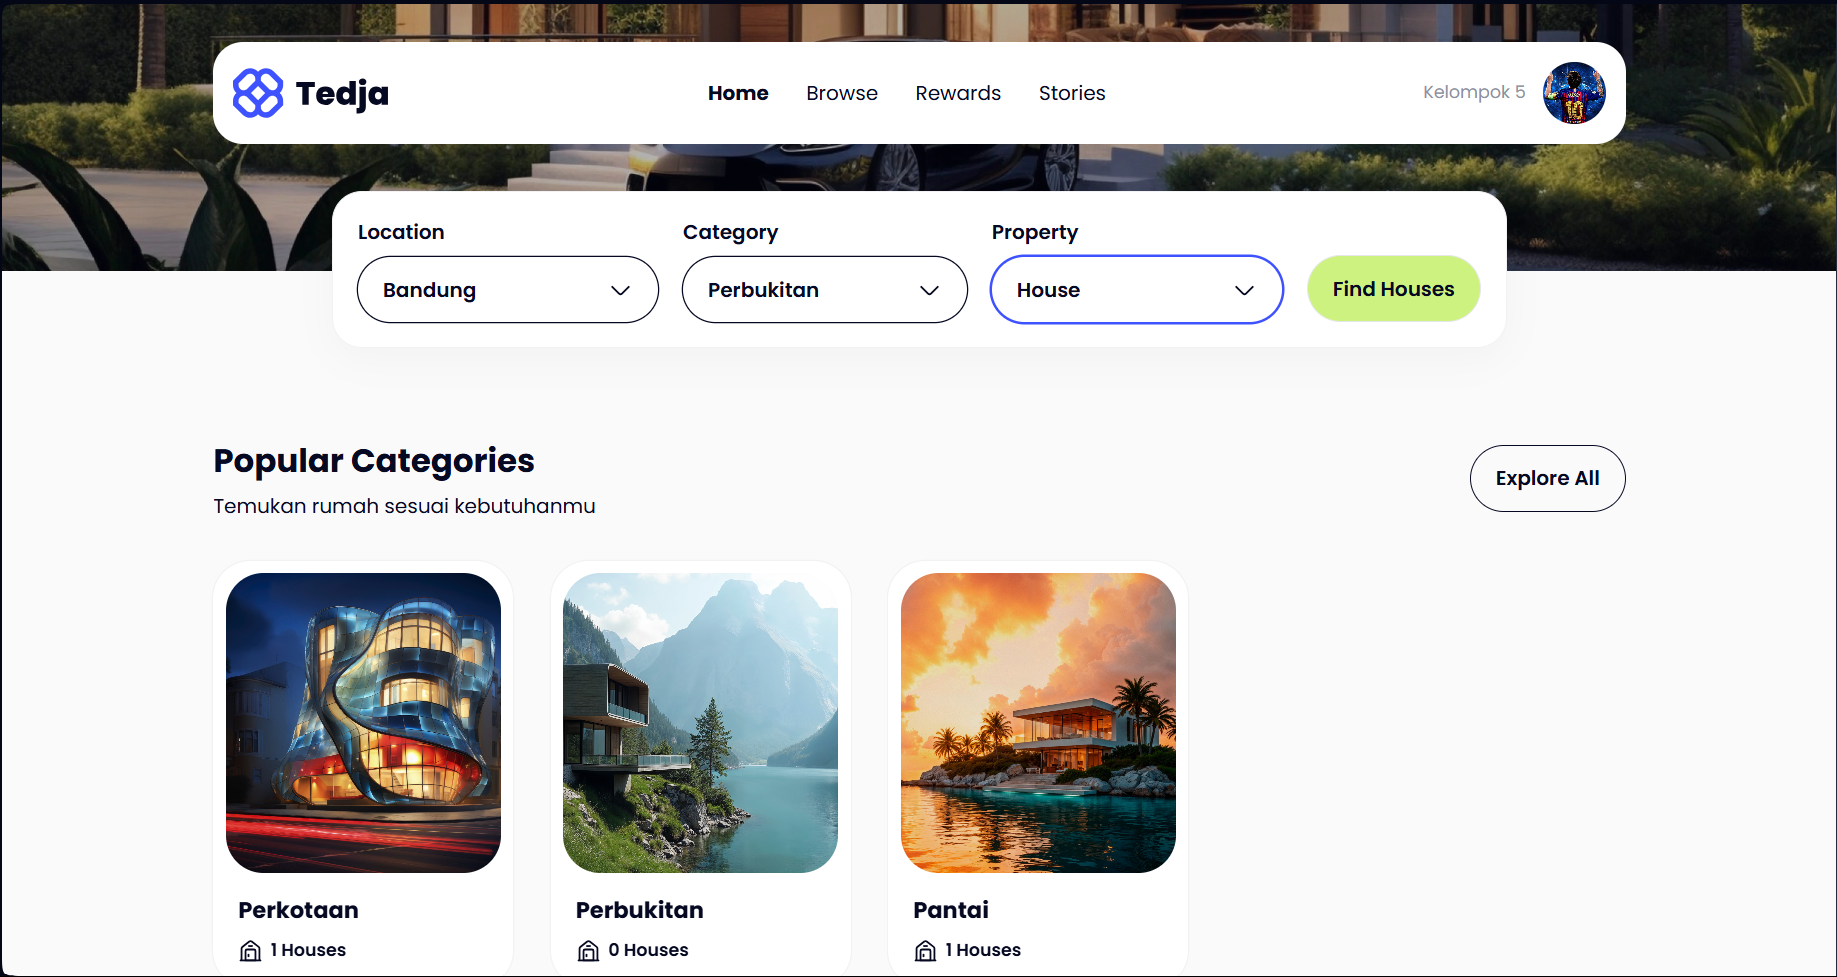 Tedja
Home Browse Rewards Stories
Kelompok 5
Location
Category
Property
Bandung
Perbukitan
House
Find Houses
Popular Categories
Temukan rumah sesuai kebutuhanmu
Explore All
Perkotaan
1 Houses
Perbukitan
0 Houses
Pantai
1 Houses